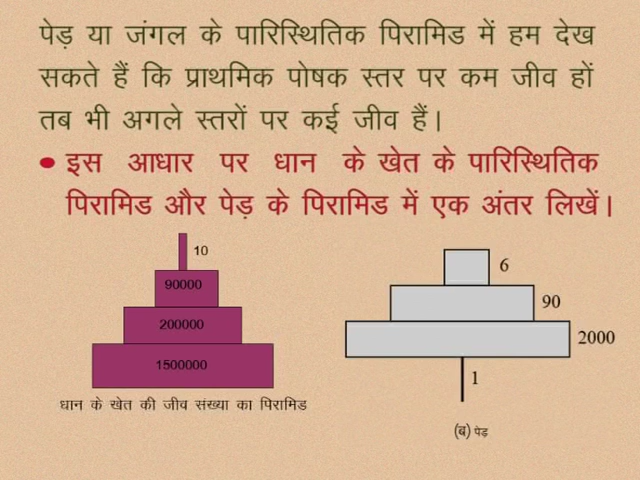 पेड़ या जंगल के पारिस्थितिक पिरामिड में हम देख
सकते हैं कि प्राथमिक पोषक स्तर पर कम जीव हों
तब भी अगले स्तरों पर कई जीव हैं।
• इस आधार पर धान के खेत के पारिस्थितिक
पिरामिड और पेड़ के पिरामिड में एक अंतर लिखें।
10
90000
200000
1500000
धान के खेत की जीव संख्या का पिरामिड
6
90
2000
1
(ब) पेड़